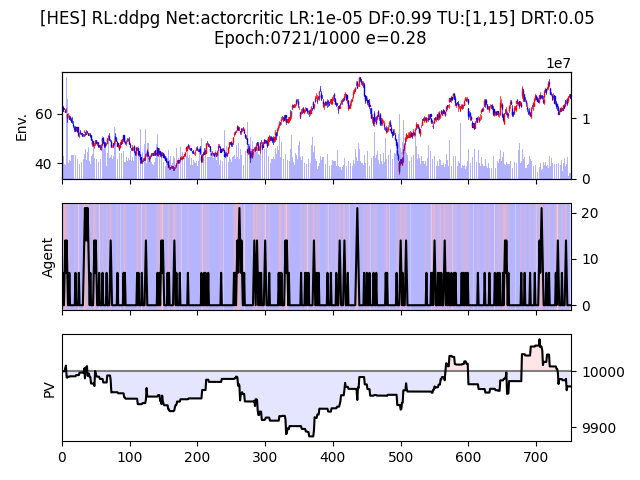 [HES] RL:ddpg Net:actorcritic LR:1e-05 DF:0.99 TU:[1,15] DRT:0.05
Epoch:0721/1000 e=0.28
1e7
Env.
60
40
1
0
Agent
20
10
0
PV
10000
9900
0 100 200 300 400 500 600 700